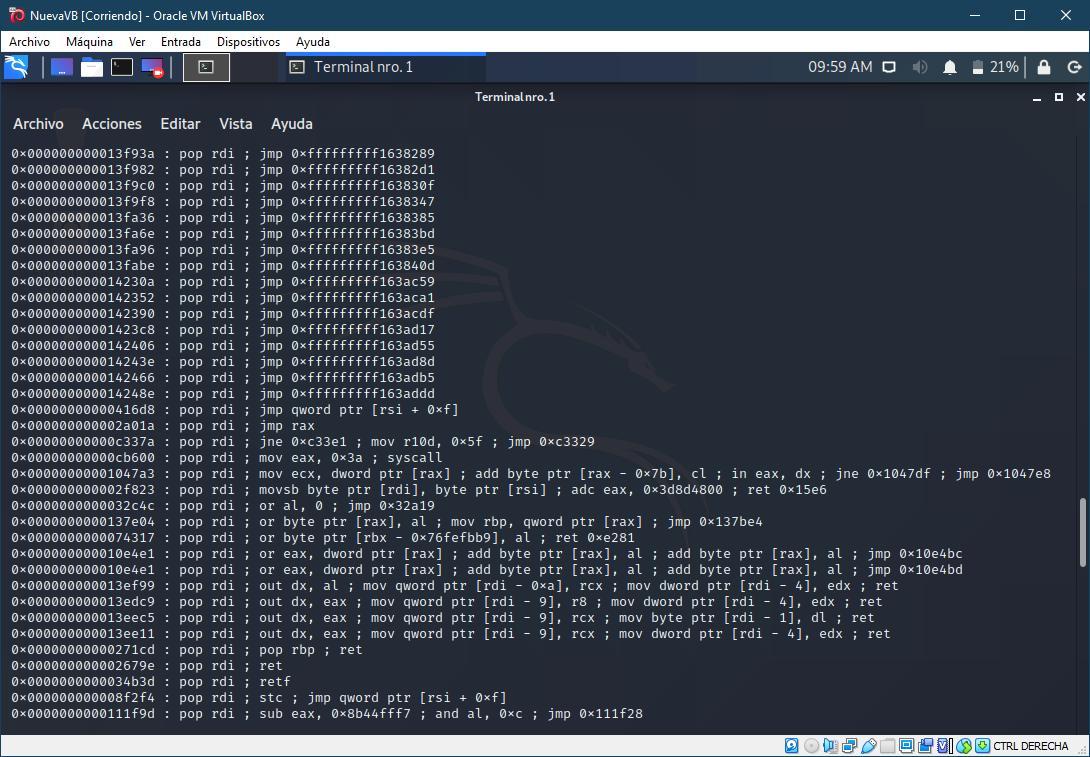 NuevaVB [Corriendo] - Oracle VM VirtualBox
Archivo Máquina Ver Entrada Dispositivos Ayuda
Terminal nro. 1
09:59 AM 21%
Terminal nro. 1
Archivo Acciones Editar Vista Ayuda
0×000000000013f93a : pop rdi ; jmp 0×fffffffff1638289
0×000000000013f982 : pop rdi ; jmp 0×fffffffff16382d1
0×000000000013f9c0 : pop rdi ; jmp 0×fffffffff163830f
0×000000000013f9f8 : pop rdi ; jmp 0×fffffffff1638347
0×000000000013fa36 : pop rdi ; jmp 0×fffffffff1638385
0×000000000013fa6e : pop rdi ; jmp 0×fffffffff16383bd
0×000000000013fa96 : pop rdi ; jmp 0×fffffffff16383e5
0×000000000013fabe : pop rdi ; jmp 0×fffffffff163840d
0×000000000014230a : pop rdi ; jmp 0×fffffffff163ac59
0×0000000000142352 : pop rdi ; jmp 0×fffffffff163aca1
0×0000000000142390 : pop rdi ; jmp 0×fffffffff163acdf
0×00000000001423c8 : pop rdi ; jmp 0×fffffffff163ad17
0×0000000000142406 : pop rdi ; jmp 0×fffffffff163ad55
0×000000000014243e : pop rdi ; jmp 0×fffffffff163ad8d
0×0000000000142466 : pop rdi ; jmp 0×fffffffff163adb5
0×000000000014248e : pop rdi ; jmp 0×fffffffff163addd
0×00000000000416d8 : pop rdi ; jmp qword ptr [rsi + 0×f]
0×000000000002a01a : pop rdi ; jmp rax
0×00000000000c337a : pop rdi ; jne 0×c33e1 ; mov r10d, 0×5f ; jmp 0×c3329
0×00000000000cb600 : pop rdi ; mov eax, 0×3a ; syscall
0×00000000001047a3 : pop rdi ; mov ecx, dword ptr [rax] ; add byte ptr [rax - 0×7b], cl ; in eax, dx ; jne 0×1047df ; jmp 0×1047e8
0×000000000002f823 : pop rdi ; movsb byte ptr [rdi], byte ptr [rsi] ; adc eax, 0×3d8d4800 ; ret 0×15e6
0×0000000000032c4c : pop rdi ; or al, 0 ; jmp 0×32a19
0×0000000000137e04 : pop rdi ; or byte ptr [rax], al ; mov rbp, qword ptr [rax] ; jmp 0×137be4
0×0000000000074317 : pop rdi ; or byte ptr [rbx - 0×76fefbb9], al ; ret 0×e281
0×000000000010e4e1 : pop rdi ; or eax, dword ptr [rax] ; add byte ptr [rax], al ; add byte ptr [rax], al ; jmp 0×10e4bc
0×000000000010e4e1 : pop rdi ; or eax, dword ptr [rax] ; add byte ptr [rax], al ; add byte ptr [rax], al ; jmp 0×10e4bd
0×000000000013ef99 : pop rdi ; out dx, al ; mov qword ptr [rdi - 0×a], rcx ; mov dword ptr [rdi - 4], edx ; ret
0×000000000013edc9 : pop rdi ; out dx, eax ; mov qword ptr [rdi - 9], r8 ; mov dword ptr [rdi - 4], edx ; ret
0×000000000013eec5 : pop rdi ; out dx, eax ; mov qword ptr [rdi - 9], rcx ; mov byte ptr [rdi - 1], dl ; ret
0×000000000013ee11 : pop rdi ; out dx, eax ; mov qword ptr [rdi - 9], rcx ; mov dword ptr [rdi - 4], edx ; ret
0×00000000000271cd : pop rdi ; pop rbp ; ret
0×000000000002679e : pop rdi ; ret
0×0000000000034b3d : pop rdi ; retf
0×000000000008f2f4 : pop rdi ; stc ; jmp qword ptr [rsi + 0×f]
0×0000000000111f9d : pop rdi ; sub eax, 0×8b44fff7 ; and al, 0×c ; jmp 0×111f28
CTRL DERECHA